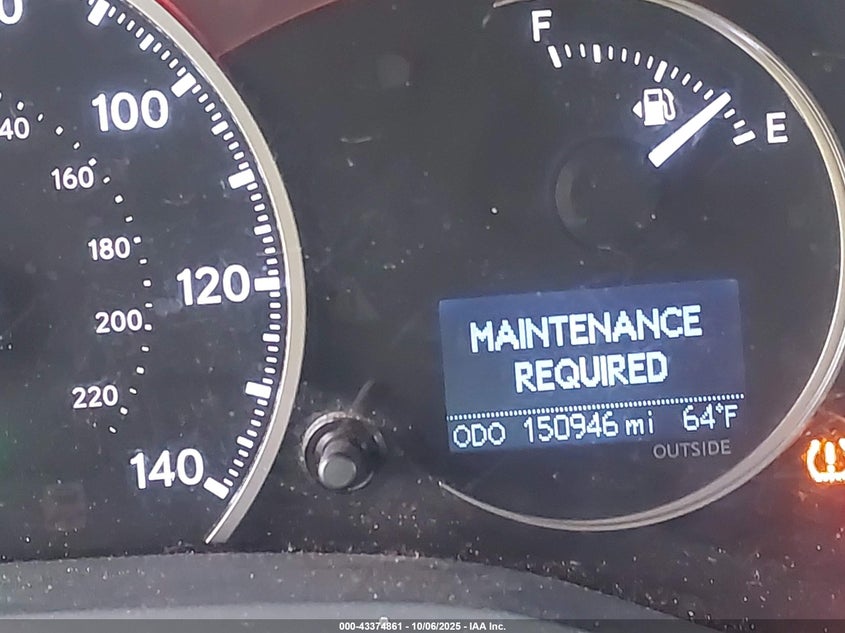 F
100
E
40
160
180
120
200
220
140
MAINTENANCE
REQUIRED
ODO 150946 mi 64°F
OUTSIDE
000-43374861 - 10/06/2025 - IAA Inc.